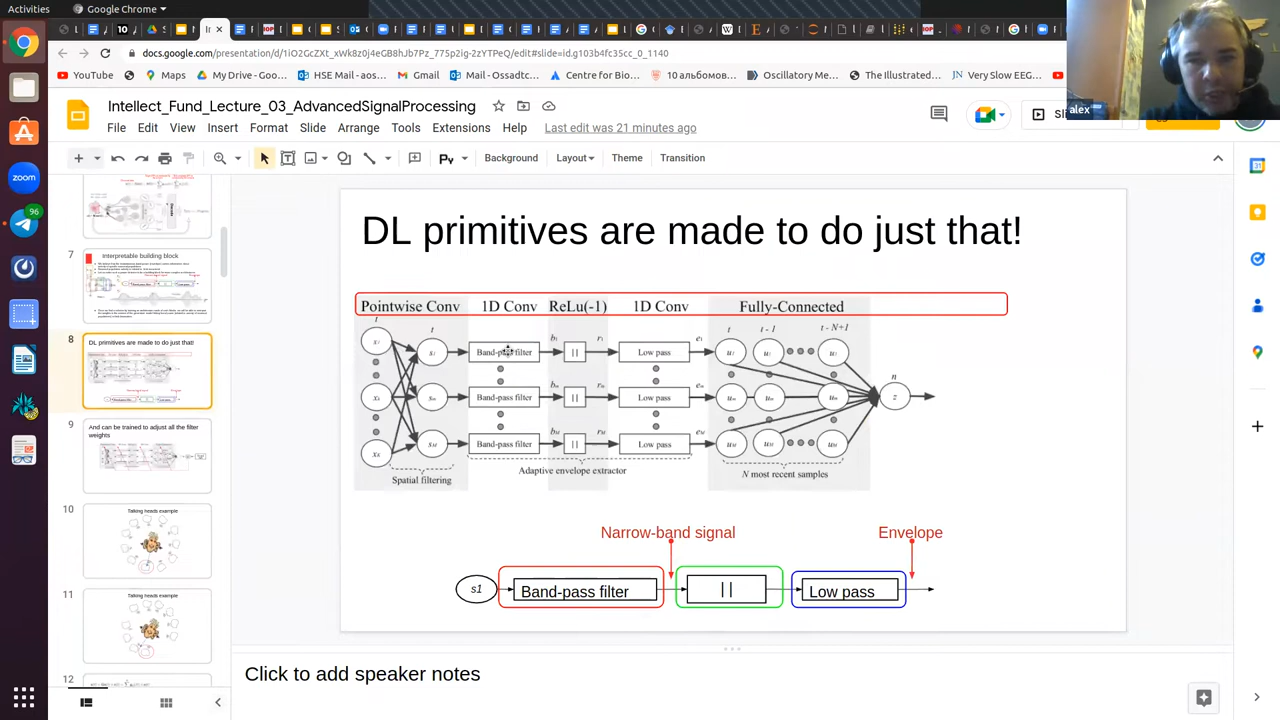 Activities
Google Chrome
docs.google.com/presentation/d/1iO2GcZXt_xWk8z0j4eGB8hJb7Pz_775p2ig-2zYTPeQ/edit#slide=id.g103b4fc35cc_0_1140
YouTube
Maps
My Drive - Goo...
HSE Mail - aos...
Gmail
Mail - Ossadtc...
Centre for Bio...
10 альбомов...
Oscillatory Me...
The Illustrated...
Very Slow EEG...
alex
Intellect_Fund_Lecture_03_AdvancedSignalProcessing
File Edit View Insert Format Slide Arrange Tools Extensions Help
Last edit was 21 minutes ago
Background Layout Theme Transition
zoom
96
7
Interpretable building block
8
DL primitives are made to do just that!
9
And can be trained to adjust all the filter
weights
10
Talking heads example
11
Talking heads example
12
DL primitives are made to do just that!
Pointwise Conv 1D Conv ReLu(-1) 1D Conv Fully-Connected
t t t t - 1 t - N+1
Band-pass filter | | Low pass
Band-pass filter | | Low pass
Band-pass filter | | Low pass
n
z
Spatial filtering
Adaptive envelope extractor
N most recent samples
Narrow-band signal
Envelope
s1 Band-pass filter | | Low pass
Click to add speaker notes